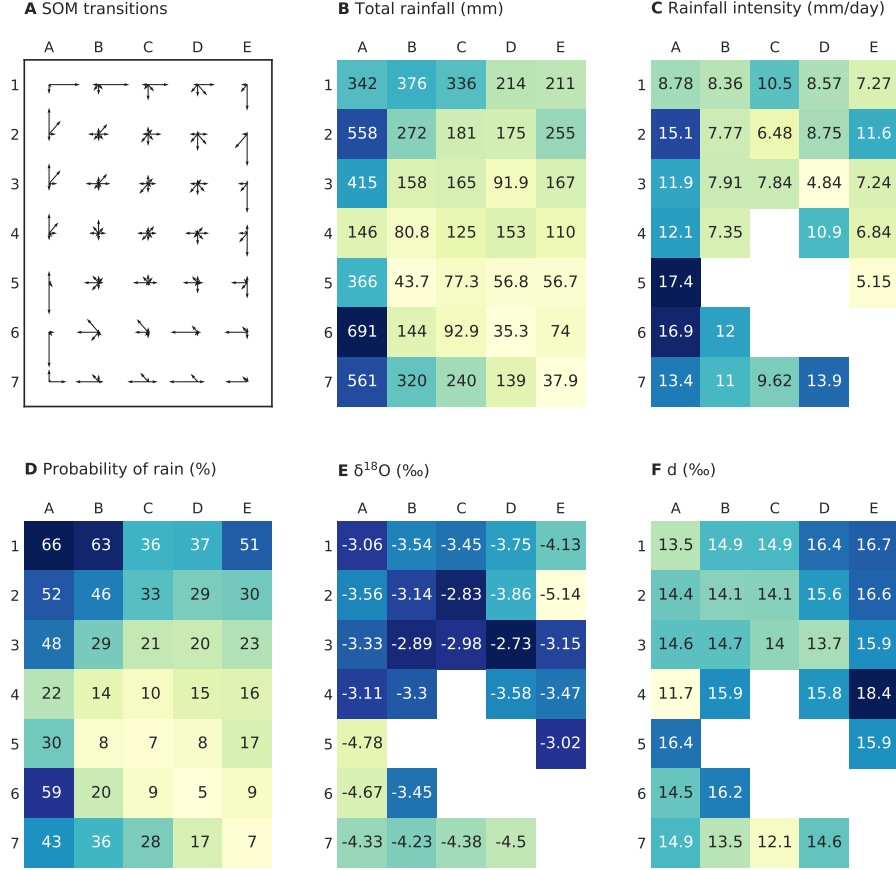 A SOM transitions
A B C D E
1
2
3
4
5
6
7
B Total rainfall (mm)
A B C D E
1 342 376 336 214 211
2 558 272 181 175 255
3 415 158 165 91.9 167
4 146 80.8 125 153 110
5 366 43.7 77.3 56.8 56.7
6 691 144 92.9 35.3 74
7 561 320 240 139 37.9
C Rainfall intensity (mm/day)
A B C D E
1 8.78 8.36 10.5 8.57 7.27
2 15.1 7.77 6.48 8.75 11.6
3 11.9 7.91 7.84 4.84 7.24
4 12.1 7.35 10.9 6.84
5 17.4 5.15
6 16.9 12
7 13.4 11 9.62 13.9
D Probability of rain (%)
A B C D E
1 66 63 36 37 51
2 52 46 33 29 30
3 48 29 21 20 23
4 22 14 10 15 16
5 30 8 7 8 17
6 59 20 9 5 9
7 43 36 28 17 7
E δ¹⁸O (‰)
A B C D E
1 -3.06 -3.54 -3.45 -3.75 -4.13
2 -3.56 -3.14 -2.83 -3.86 -5.14
3 -3.33 -2.89 -2.98 -2.73 -3.15
4 -3.11 -3.3 -3.58 -3.47
5 -4.78 -3.02
6 -4.67 -3.45
7 -4.33 -4.23 -4.38 -4.5
F d (‰)
A B C D E
1 13.5 14.9 14.9 16.4 16.7
2 14.4 14.1 14.1 15.6 16.6
3 14.6 14.7 14 13.7 15.9
4 11.7 15.9 15.8 18.4
5 16.4 15.9
6 14.5 16.2
7 14.9 13.5 12.1 14.6